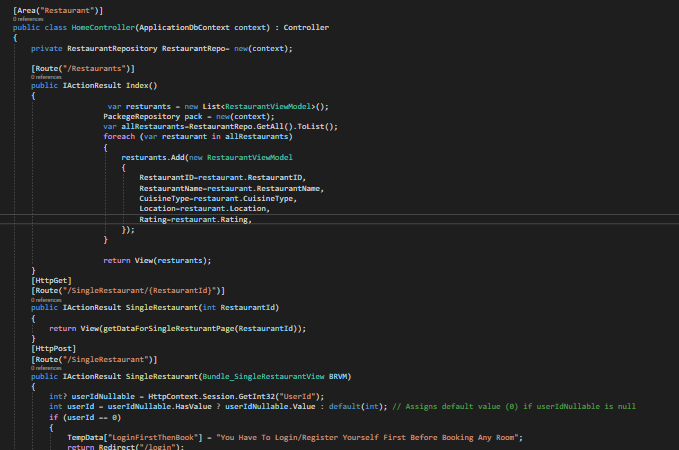 [Area("Restaurant")]
0 references
public class HomeController(ApplicationDbContext context) : Controller
{
private RestaurantRepository RestaurantRepo= new(context);
[Route("/Restaurants")]
0 references
public IActionResult Index()
{
var resturants = new List<RestaurantViewModel>();
PackegeRepository pack = new(context);
var allRestaurants=RestaurantRepo.GetAll().ToList();
foreach (var restaurant in allRestaurants)
{
resturants.Add(new RestaurantViewModel
{
RestaurantID=restaurant.RestaurantID,
RestaurantName=restaurant.RestaurantName,
CuisineType=restaurant.CuisineType,
Location=restaurant.Location,
Rating=restaurant.Rating,
});
}
return View(resturants);
}
[HttpGet]
[Route("/SingleRestaurant/{RestaurantId}")]
0 references
public IActionResult SingleRestaurant(int RestaurantId)
{
return View(getDataForSingleResturantPage(RestaurantId));
}
[HttpPost]
[Route("/SingleRestaurant")]
0 references
public IActionResult SingleRestaurant(Bundle_SingleRestaurantView BRVM)
{
int? userIdNullable = HttpContext.Session.GetInt32("UserId");
int userId = userIdNullable.HasValue ? userIdNullable.Value : default(int); // Assigns default value (0) if userIdNullable is null
if (userId == 0)
{
TempData["LoginFirstThenBook"] = "You Have To Login/Register Yourself First Before Booking Any Room";
return Redirect("/login");